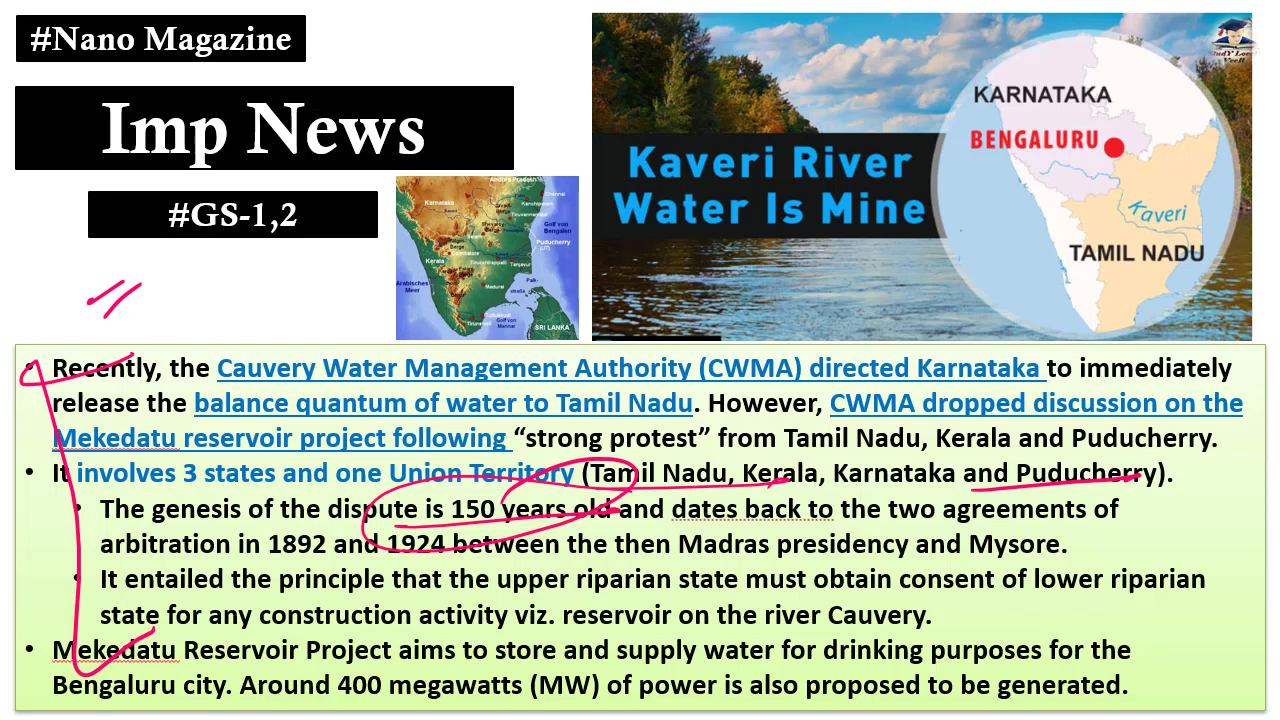 #Nano Magazine
Imp News
#GS-1,2
Kaveri River
Water Is Mine
KARNATAKA
BENGALURU
Kaveri
TAMIL NADU
Karnataka
Kerala
Puducherry
SRI LANKA
• Recently, the Cauvery Water Management Authority (CWMA) directed Karnataka to immediately
release the balance quantum of water to Tamil Nadu. However, CWMA dropped discussion on the
Mekedatu reservoir project following “strong protest” from Tamil Nadu, Kerala and Puducherry.
• It involves 3 states and one Union Territory (Tamil Nadu, Kerala, Karnataka and Puducherry).
• The genesis of the dispute is 150 years old and dates back to the two agreements of
arbitration in 1892 and 1924 between the then Madras presidency and Mysore.
• It entailed the principle that the upper riparian state must obtain consent of lower riparian
state for any construction activity viz. reservoir on the river Cauvery.
• Mekedatu Reservoir Project aims to store and supply water for drinking purposes for the
Bengaluru city. Around 400 megawatts (MW) of power is also proposed to be generated.